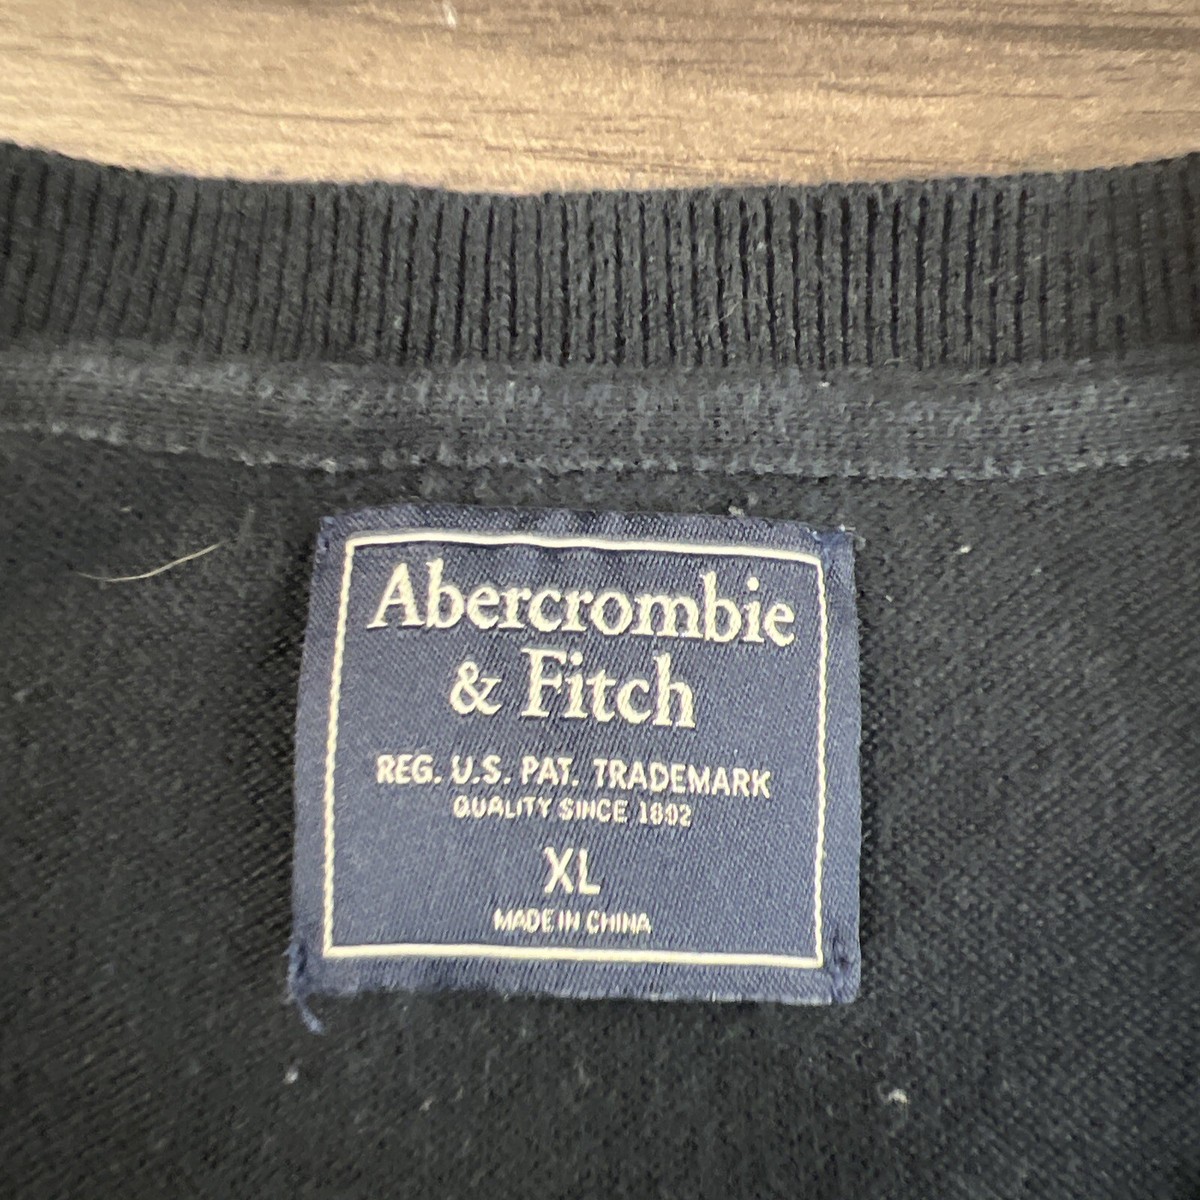 Abercrombie
& Fitch
REG. U.S. PAT. TRADEMARK
QUALITY SINCE 1892
XL
MADE IN CHINA